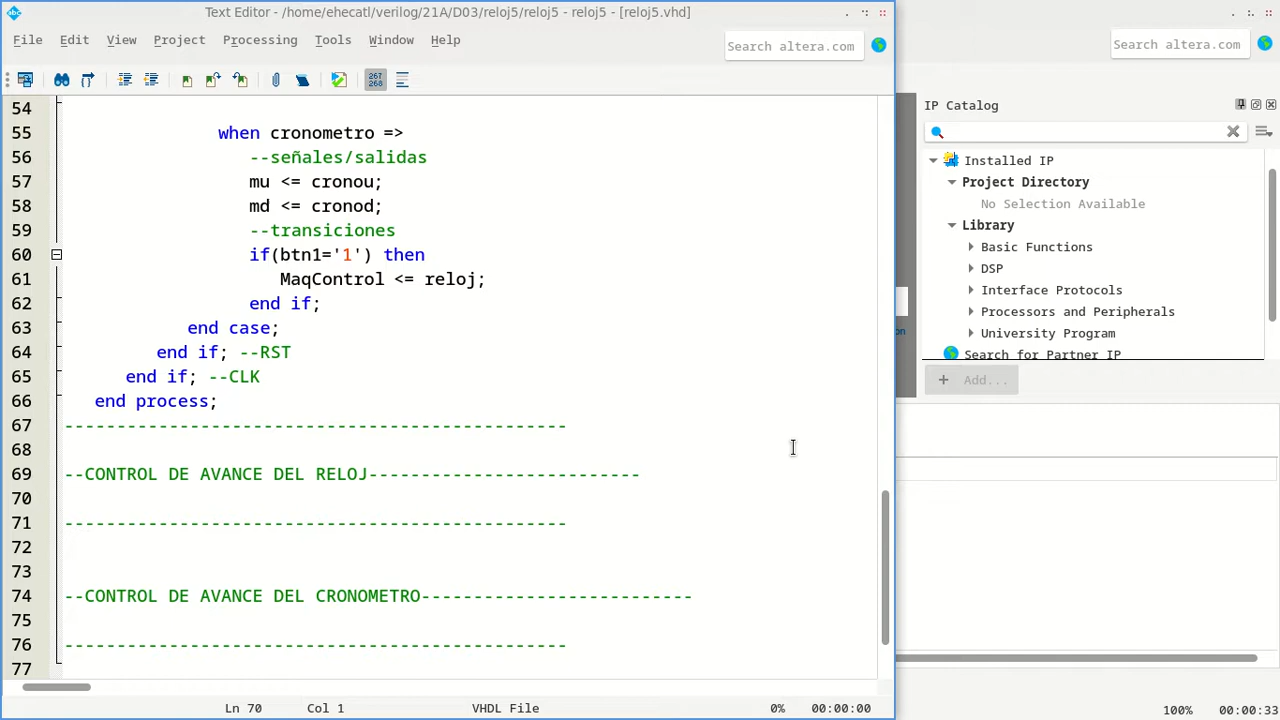 Text Editor - /home/ehecatl/verilog/21A/D03/reloj5/reloj5 - reloj5 - [reloj5.vhd]
File Edit View Project Processing Tools Window Help
Search altera.com
Search altera.com
267
268
54
55 when cronometro =>
56 --señales/salidas
57 mu <= cronou;
58 md <= cronod;
59 --transiciones
60 if(btn1='1') then
61 MaqControl <= reloj;
62 end if;
63 end case;
64 end if; --RST
65 end if; --CLK
66 end process;
67 ------------------------------------------------
68
69 --CONTROL DE AVANCE DEL RELOJ--------------------------
70
71 ------------------------------------------------
72
73
74 --CONTROL DE AVANCE DEL CRONOMETRO--------------------------
75
76 ------------------------------------------------
77
Ln 70 Col 1 VHDL File 0% 00:00:00
IP Catalog
Installed IP
Project Directory
No Selection Available
Library
Basic Functions
DSP
Interface Protocols
Processors and Peripherals
University Program
Search for Partner IP
+ Add...
100% 00:00:33